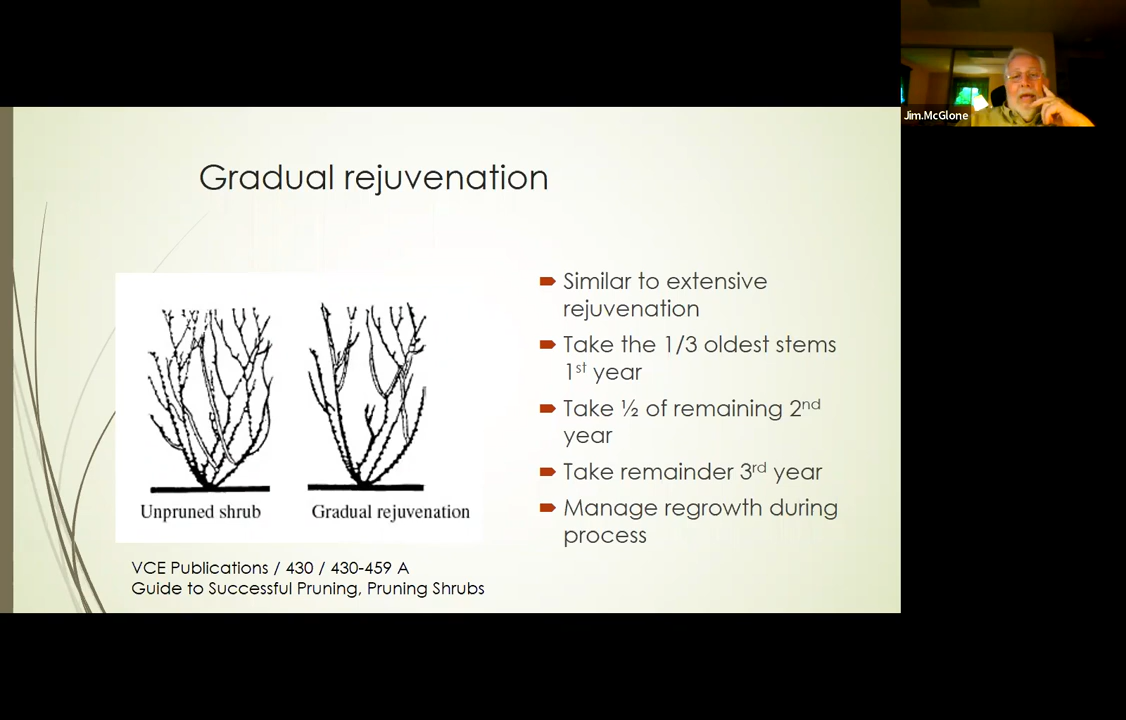 Jim.McGlone
Gradual rejuvenation
Similar to extensive
rejuvenation
Take the 1/3 oldest stems
1st year
Take ½ of remaining 2nd
year
Take remainder 3rd year
Manage regrowth during
process
Unpruned shrub
Gradual rejuvenation
VCE Publications / 430 / 430-459 A
Guide to Successful Pruning, Pruning Shrubs